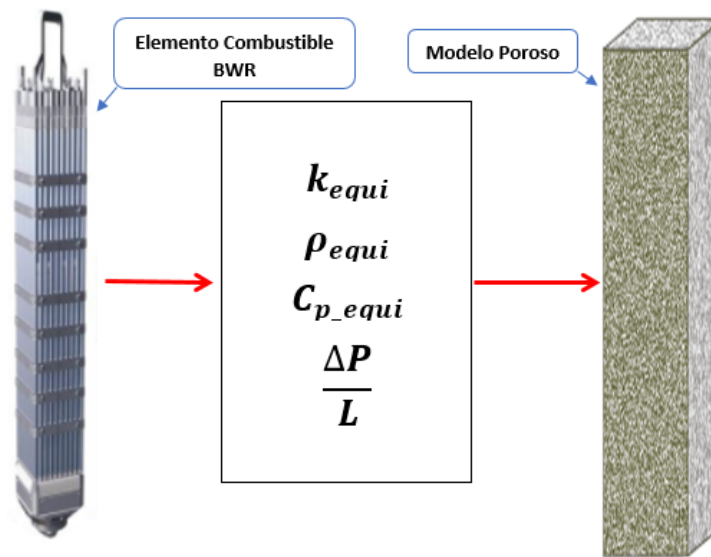 Elemento Combustible
BWR
Modelo Poroso
k_equi
ρ_equi
C_p_equi
ΔP
L